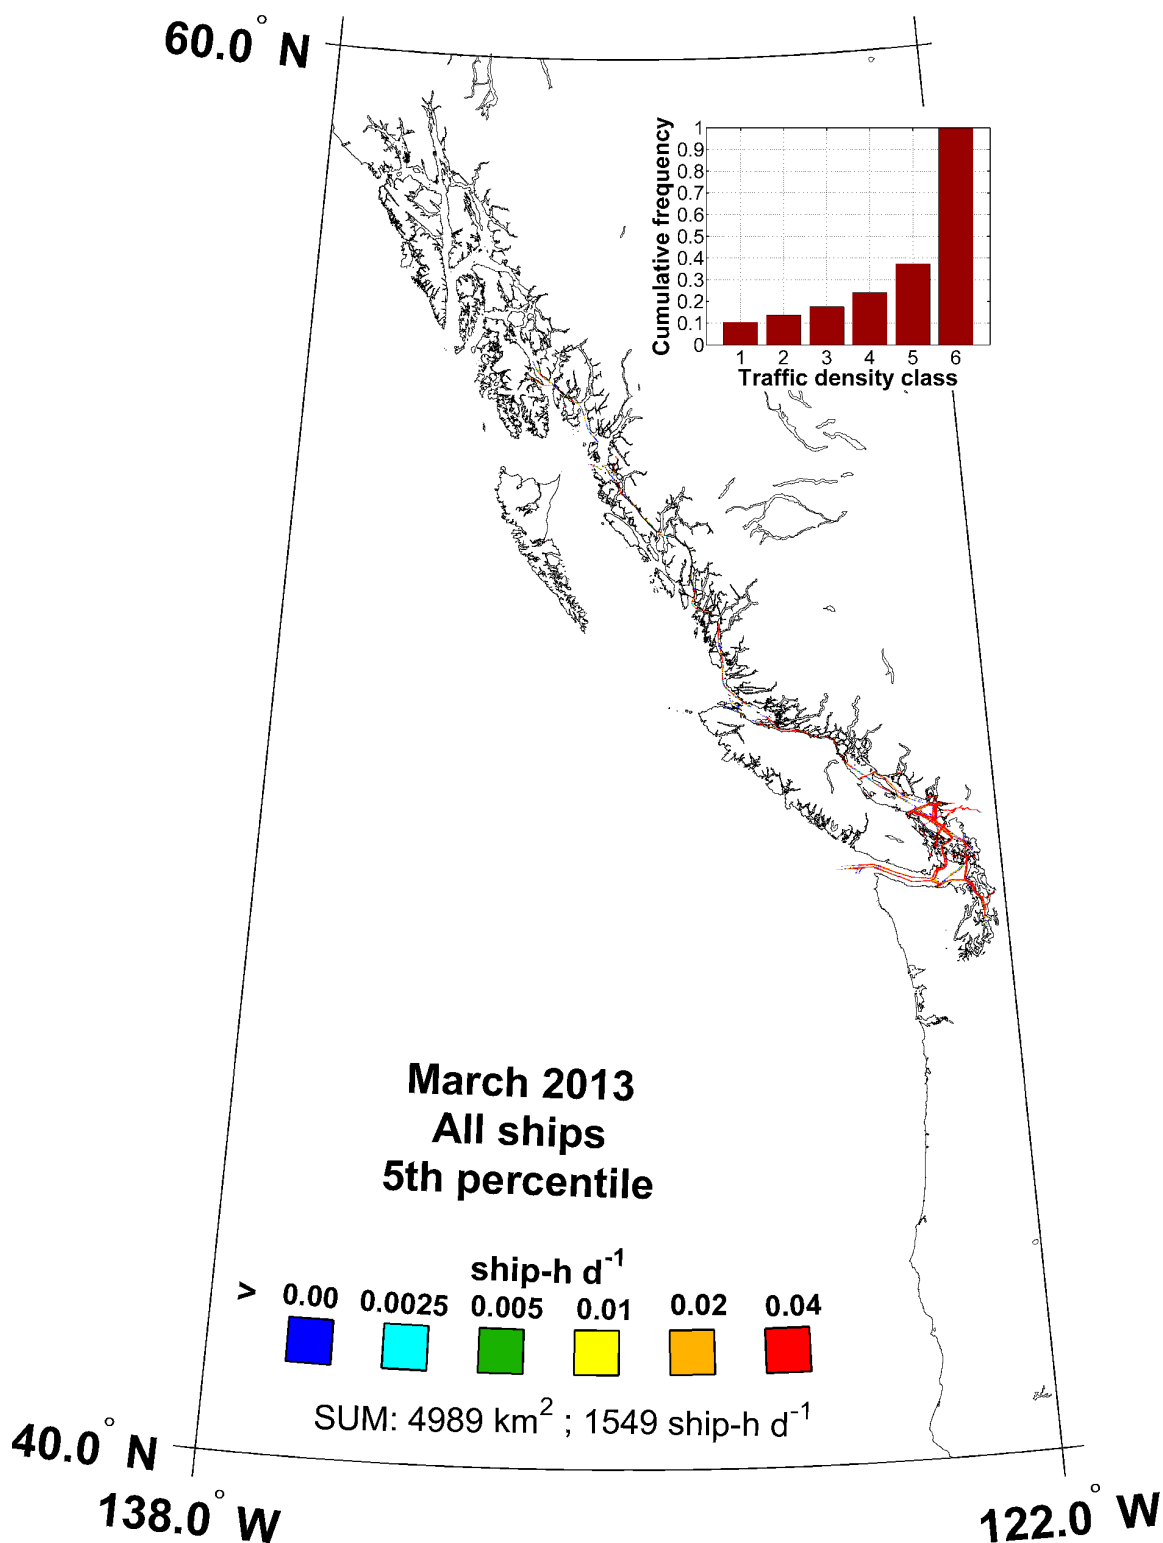 60.0° N
Cumulative frequency
1
0.9
0.8
0.7
0.6
0.5
0.4
0.3
0.2
0.1
0
1 2 3 4 5 6
Traffic density class
March 2013
All ships
5th percentile
ship-h d⁻¹
> 0.00 0.0025 0.005 0.01 0.02 0.04
SUM: 4989 km² ; 1549 ship-h d⁻¹
40.0° N
138.0° W
122.0° W